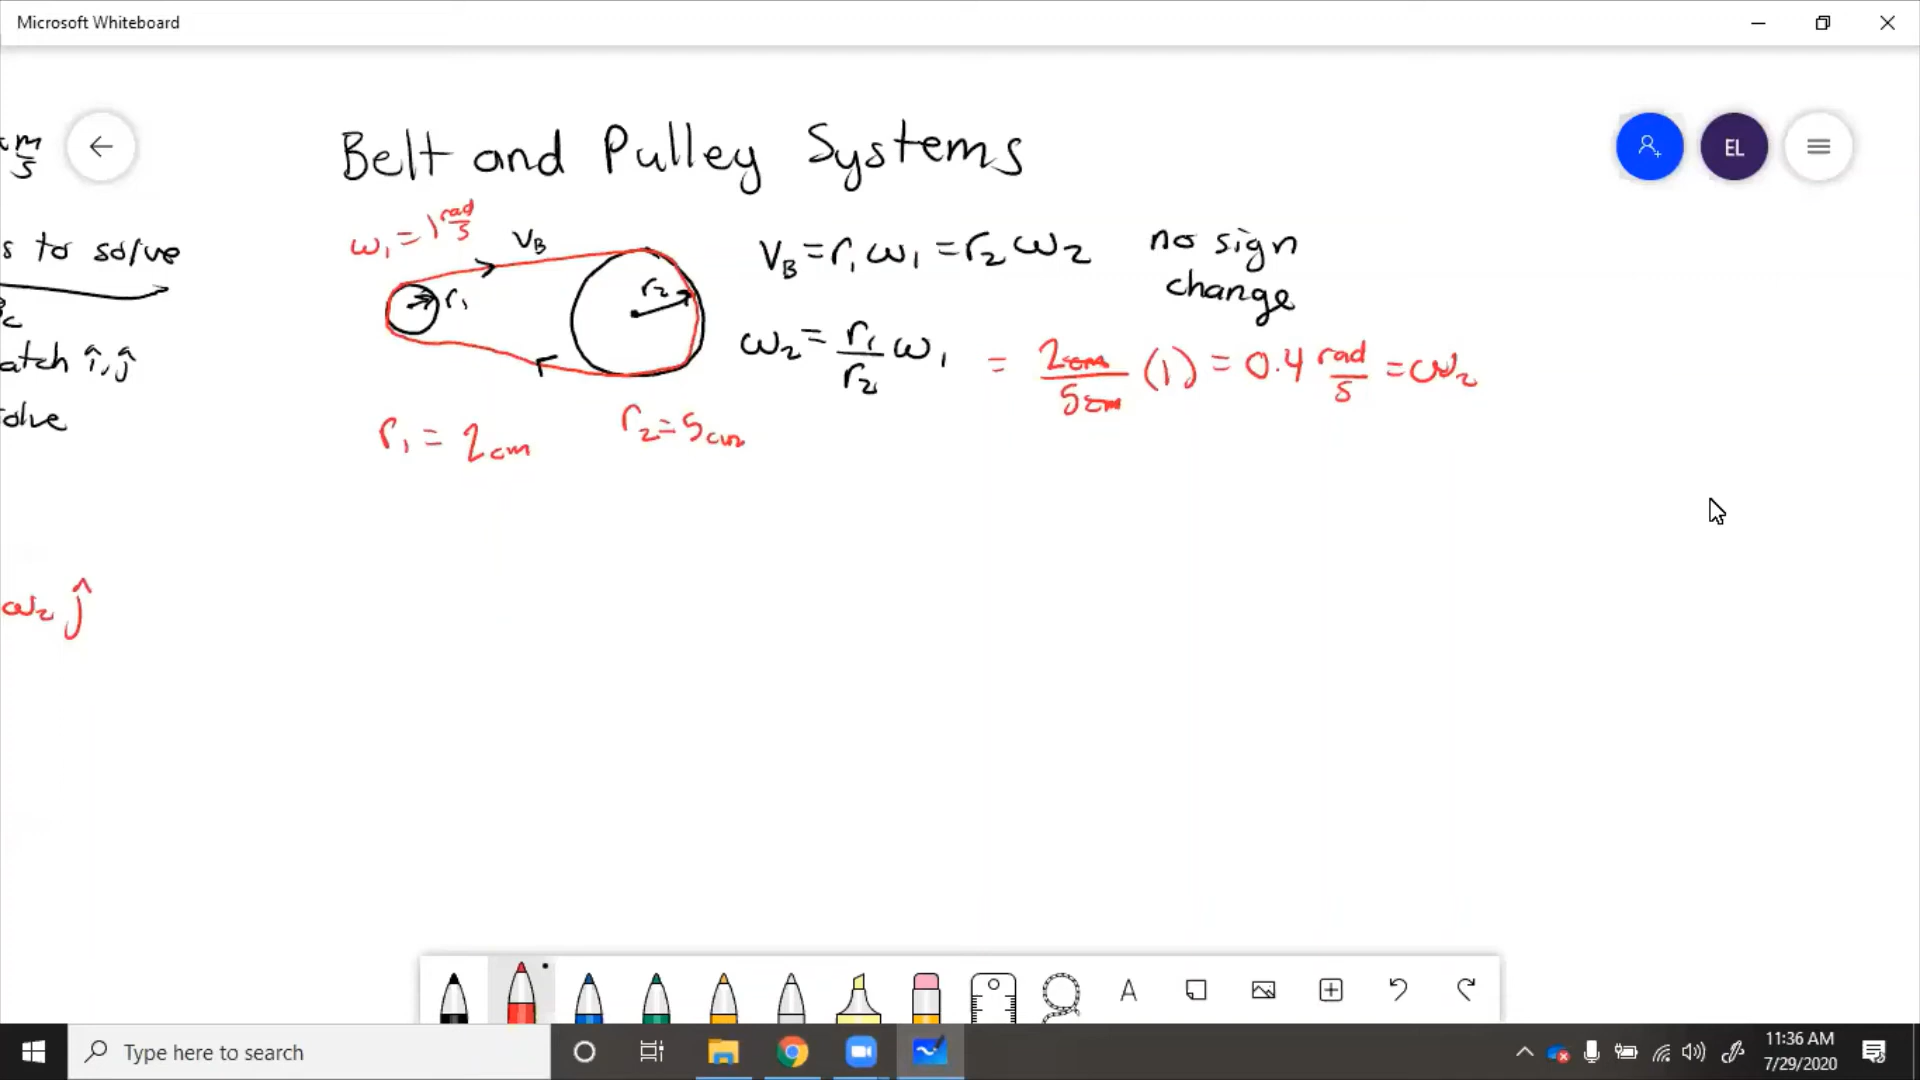 Microsoft Whiteboard
m/s
Belt and Pulley Systems
EL
ω₁ = 1 rad/s
V_B
s to solve
r₁
r₂
V_B = r₁ω₁ = r₂ω₂
no sign
change
c
atch î, ĵ
ω₂ = r₁/r₂ ω₁ = 2cm/5cm (1) = 0.4 rad/s = ω₂
olve
r₁ = 2cm
r₂ = 5cm
ω₂ ĵ
A
Type here to search
11:36 AM
7/29/2020